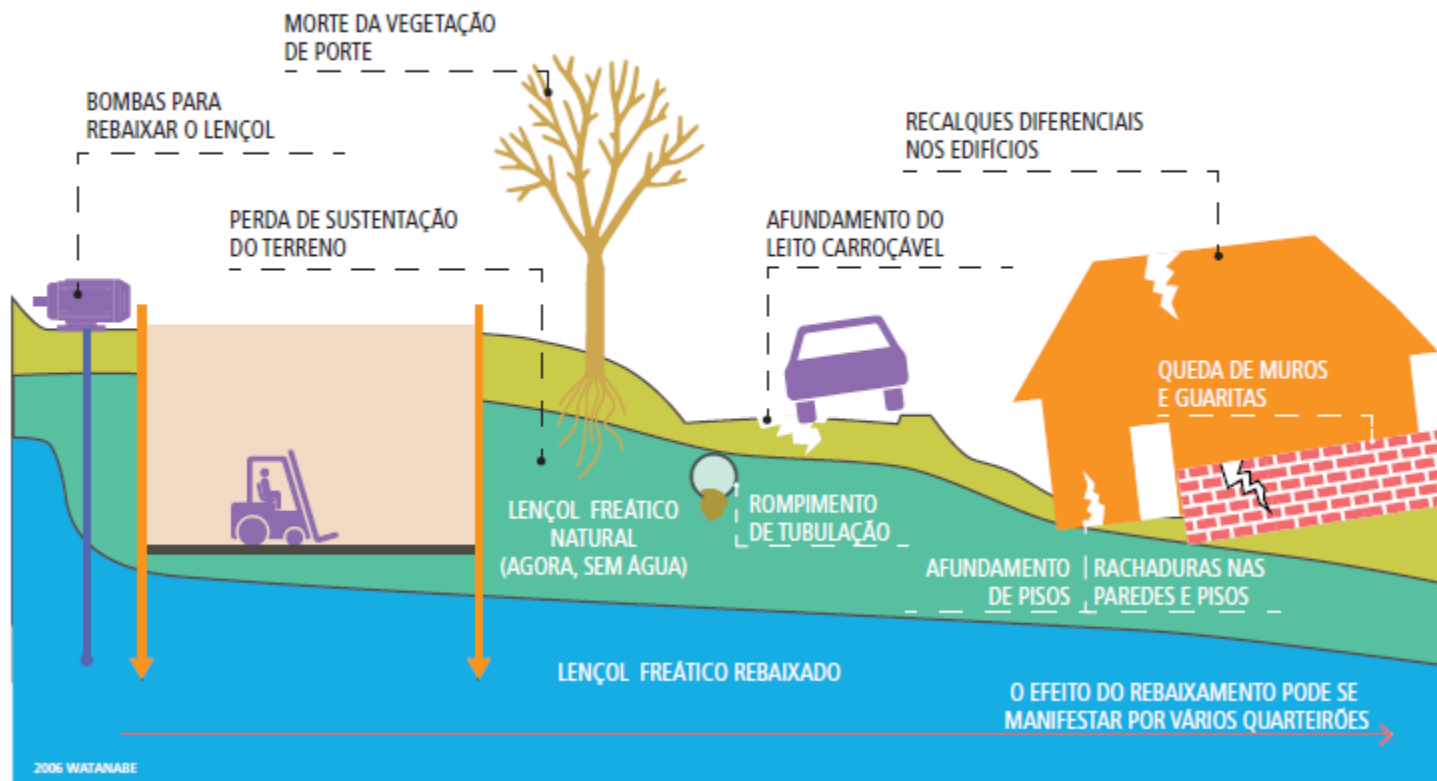 MORTE DA VEGETAÇÃO
DE PORTE
BOMBAS PARA
REBAIXAR O LENÇOL
RECALQUES DIFERENCIAIS
NOS EDIFÍCIOS
PERDA DE SUSTENTAÇÃO
DO TERRENO
AFUNDAMENTO DO
LEITO CARROÇÁVEL
QUEDA DE MUROS
E GUARITAS
LENÇOL FREÁTICO
NATURAL
(AGORA, SEM ÁGUA)
ROMPIMENTO
DE TUBULAÇÃO
AFUNDAMENTO
DE PISOS
RACHADURAS NAS
PAREDES E PISOS
LENÇOL FREÁTICO REBAIXADO
O EFEITO DO REBAIXAMENTO PODE SE
MANIFESTAR POR VÁRIOS QUARTEIRÕES
2006 WATANABE